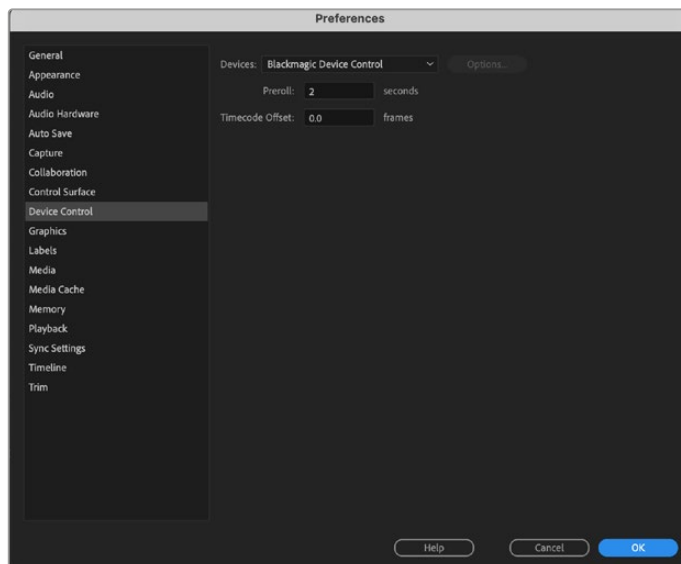 Preferences
General
Appearance
Audio
Audio Hardware
Auto Save
Capture
Collaboration
Control Surface
Device Control
Graphics
Labels
Media
Media Cache
Memory
Playback
Sync Settings
Timeline
Trim
Devices: Blackmagic Device Control Options...
Preroll: 2 seconds
Timecode Offset: 0.0 frames
Help Cancel OK